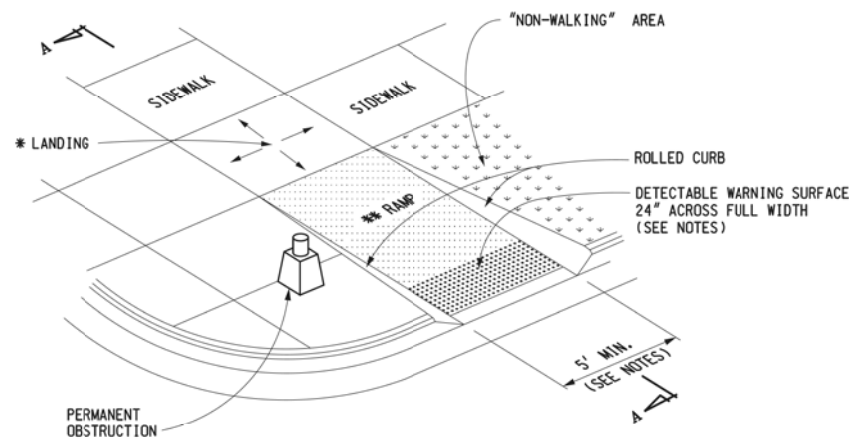 "NON-WALKING" AREA
A
SIDEWALK
SIDEWALK
* LANDING
ROLLED CURB
** RAMP
DETECTABLE WARNING SURFACE
24" ACROSS FULL WIDTH
(SEE NOTES)
5' MIN.
(SEE NOTES)
A
PERMANENT
OBSTRUCTION